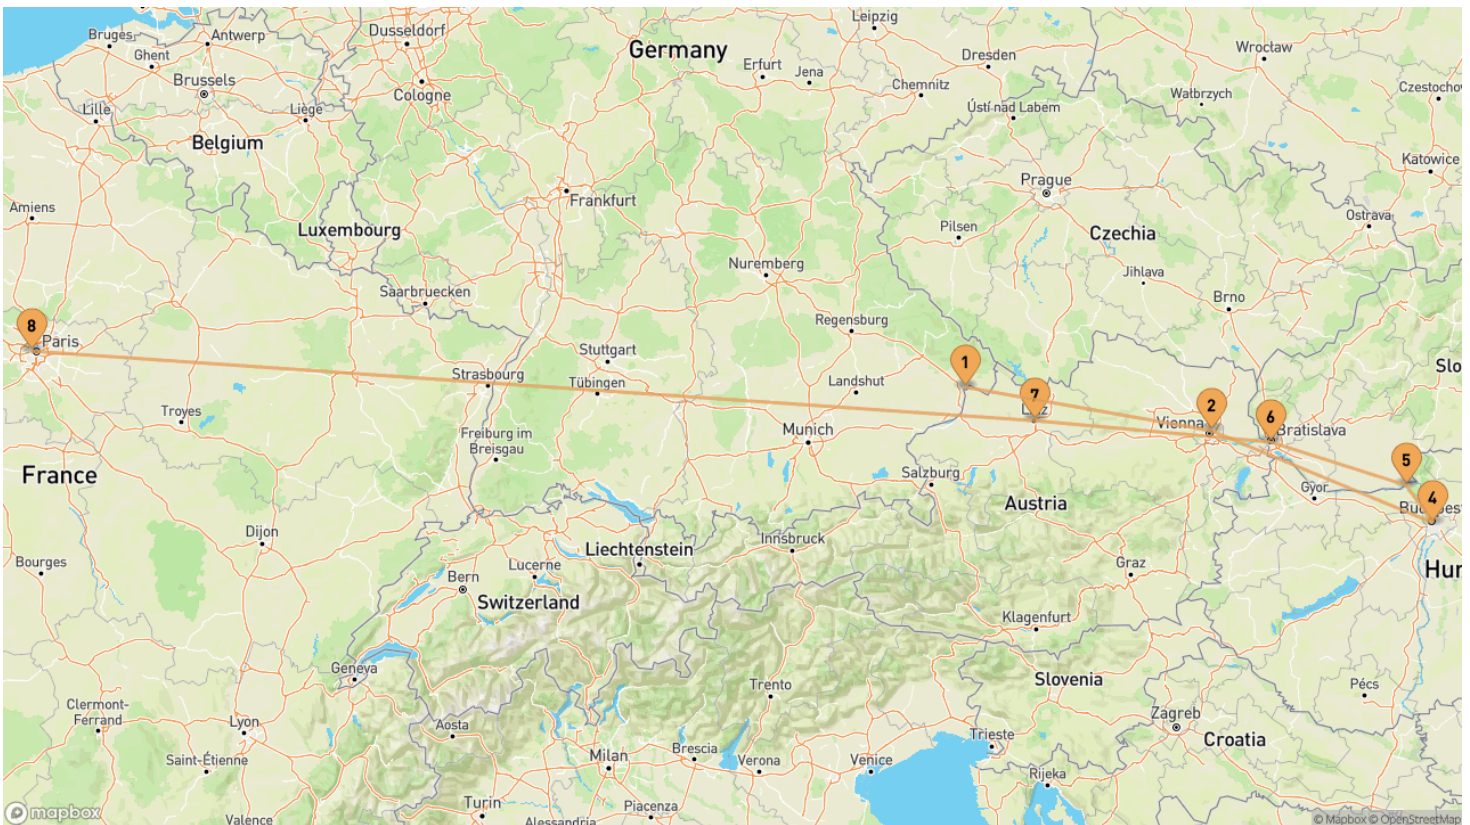 Leipzig
Bruges
Antwerp
Dusseldorf
Germany
Wrocław
Ghent
Dresden
Erfurt
Jena
Brussels
Cologne
Chemnitz
Wałbrzych
Częstochow
Lille
Liège
Ústí nad Labem
Belgium
Katowice
Prague
Amiens
Frankfurt
Ostrava
Luxembourg
Pilsen
Czechia
Nuremberg
Jihlava
Saarbruecken
Brno
Regensburg
8
Paris
Stuttgart
1
Slo
Strasbourg
Tübingen
Landshut
7
2
Troyes
6
Vienna
Bratislava
Freiburg im
Breisgau
Munich
5
France
Salzburg
Gyor
4
Austria
Dijon
Innsbruck
Liechtenstein
Bourges
Lucerne
Graz
Hur
Bern
Switzerland
Klagenfurt
Geneva
Slovenia
Trento
Pécs
Clermont-
Ferrand
Lyon
Aosta
Zagreb
Trieste
Croatia
Saint-Étienne
Milan
Brescia
Verona
Venice
Rijeka
Turin
Piacenza
mapbox
Valence
Alessandria
© Mapbox © OpenStreetMap